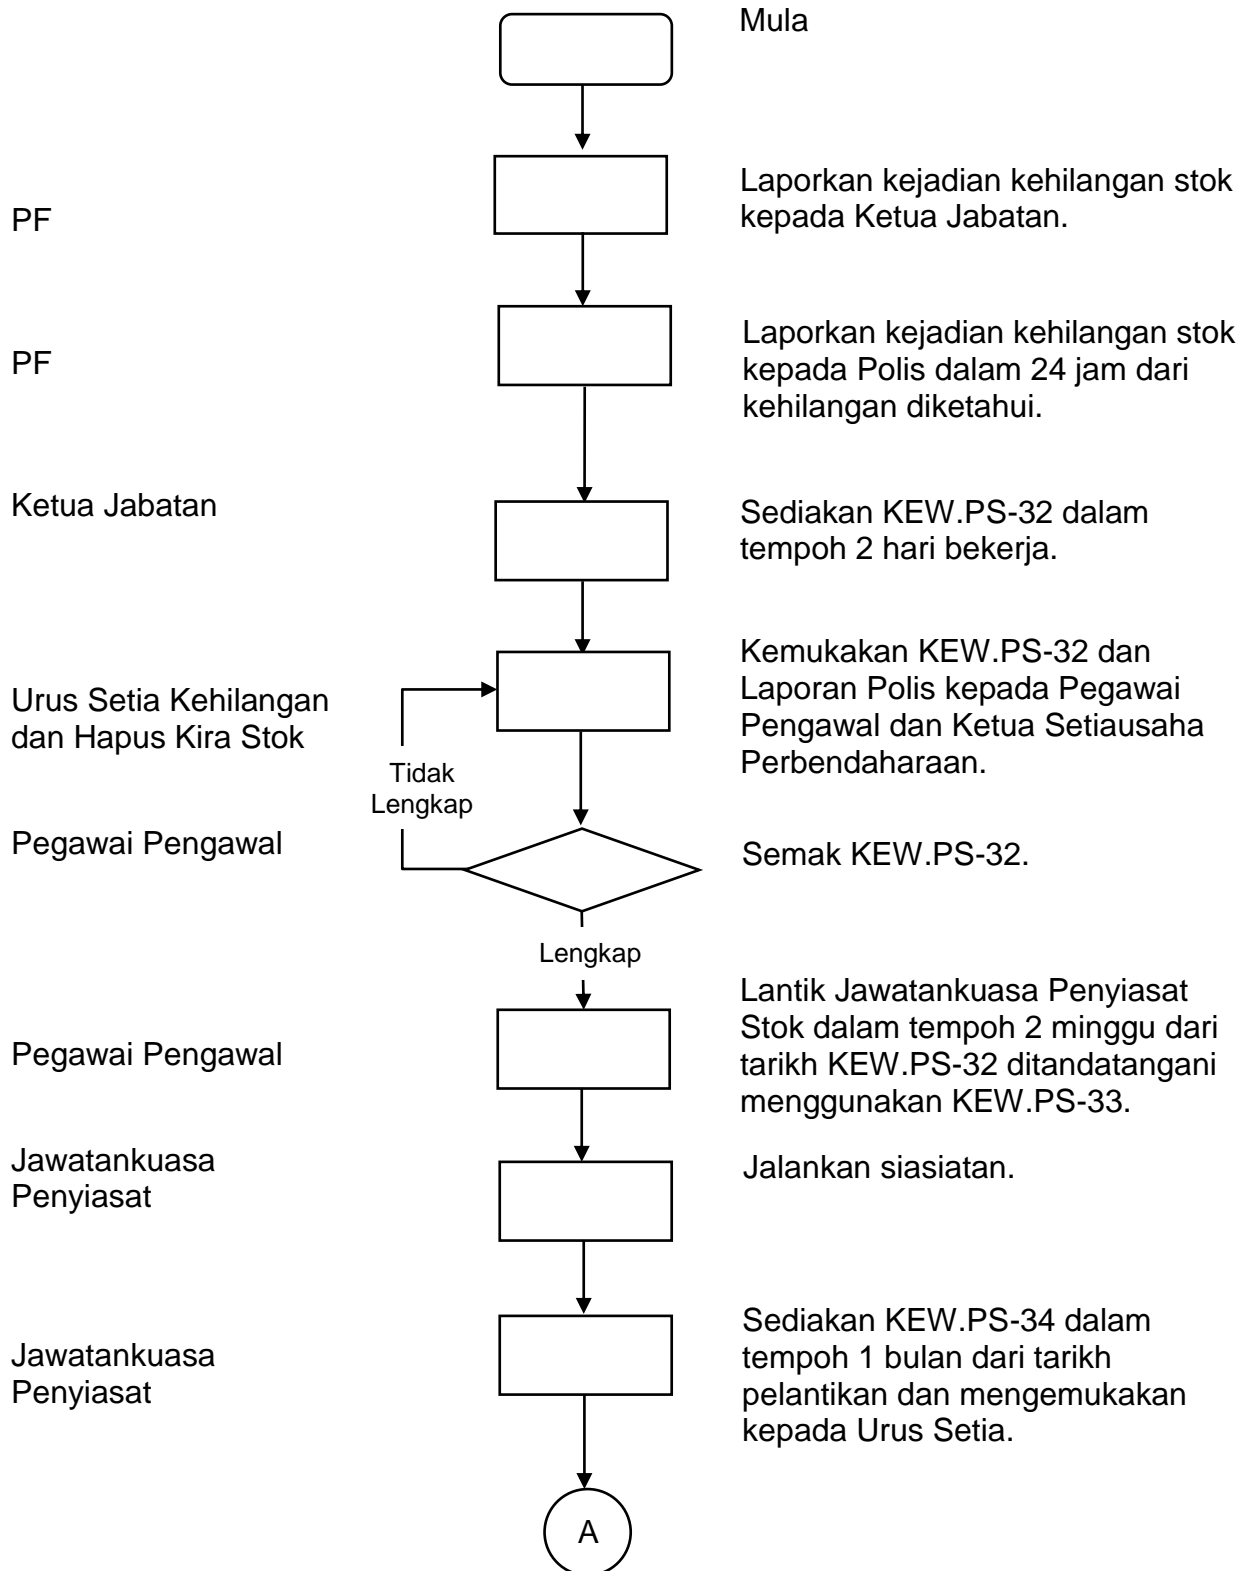 Mula
PF
Laporkan kejadian kehilangan stok
kepada Ketua Jabatan.
PF
Laporkan kejadian kehilangan stok
kepada Polis dalam 24 jam dari
kehilangan diketahui.
Ketua Jabatan
Sediakan KEW.PS-32 dalam
tempoh 2 hari bekerja.
Urus Setia Kehilangan
dan Hapus Kira Stok
Kemukakan KEW.PS-32 dan
Laporan Polis kepada Pegawai
Pengawal dan Ketua Setiausaha
Perbendaharaan.
Tidak
Lengkap
Pegawai Pengawal
Semak KEW.PS-32.
Lengkap
Pegawai Pengawal
Lantik Jawatankuasa Penyiasat
Stok dalam tempoh 2 minggu dari
tarikh KEW.PS-32 ditandatangani
menggunakan KEW.PS-33.
Jawatankuasa
Penyiasat
Jalankan siasiatan.
Jawatankuasa
Penyiasat
Sediakan KEW.PS-34 dalam
tempoh 1 bulan dari tarikh
pelantikan dan mengemukakan
kepada Urus Setia.
A